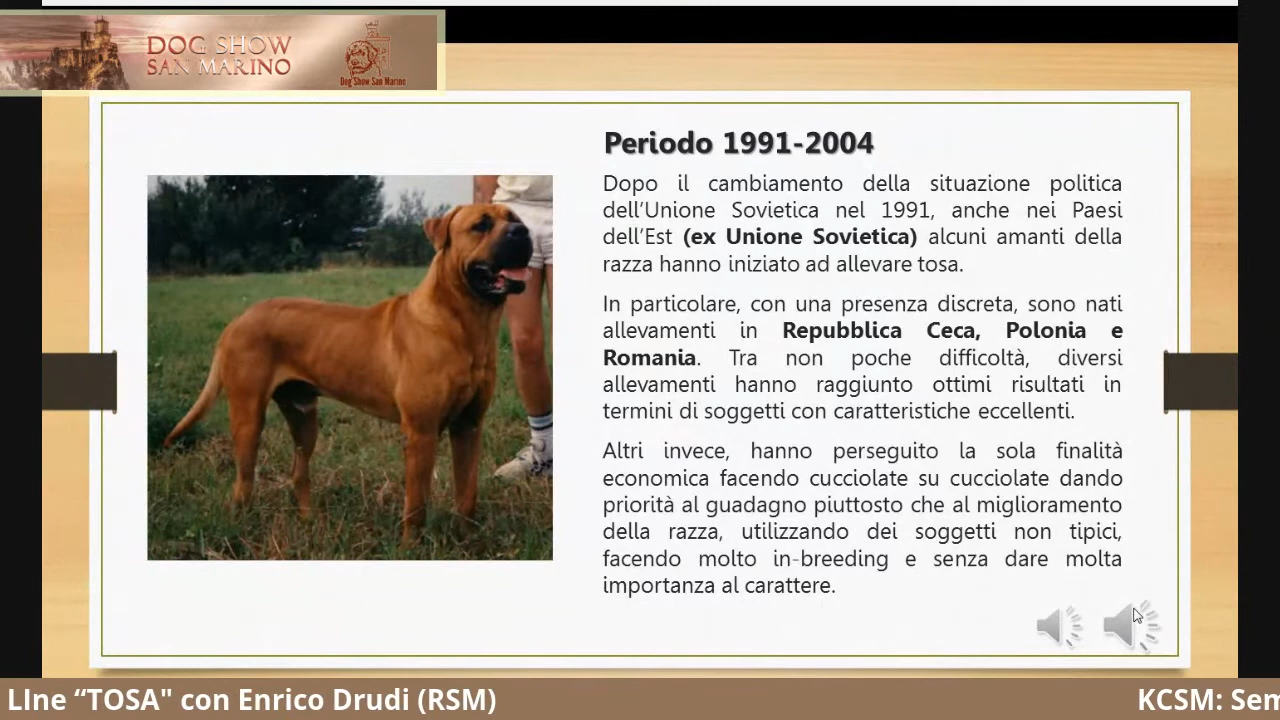 DOG SHOW
SAN MARINO
Dog Show San Marino
Periodo 1991-2004
Dopo il cambiamento della situazione politica
dell’Unione Sovietica nel 1991, anche nei Paesi
dell’Est (ex Unione Sovietica) alcuni amanti della
razza hanno iniziato ad allevare tosa.
In particolare, con una presenza discreta, sono nati
allevamenti in Repubblica Ceca, Polonia e
Romania. Tra non poche difficoltà, diversi
allevamenti hanno raggiunto ottimi risultati in
termini di soggetti con caratteristiche eccellenti.
Altri invece, hanno perseguito la sola finalità
economica facendo cucciolate su cucciolate dando
priorità al guadagno piuttosto che al miglioramento
della razza, utilizzando dei soggetti non tipici,
facendo molto in-breeding e senza dare molta
importanza al carattere.
LIne “TOSA" con Enrico Drudi (RSM)
KCSM: Sem